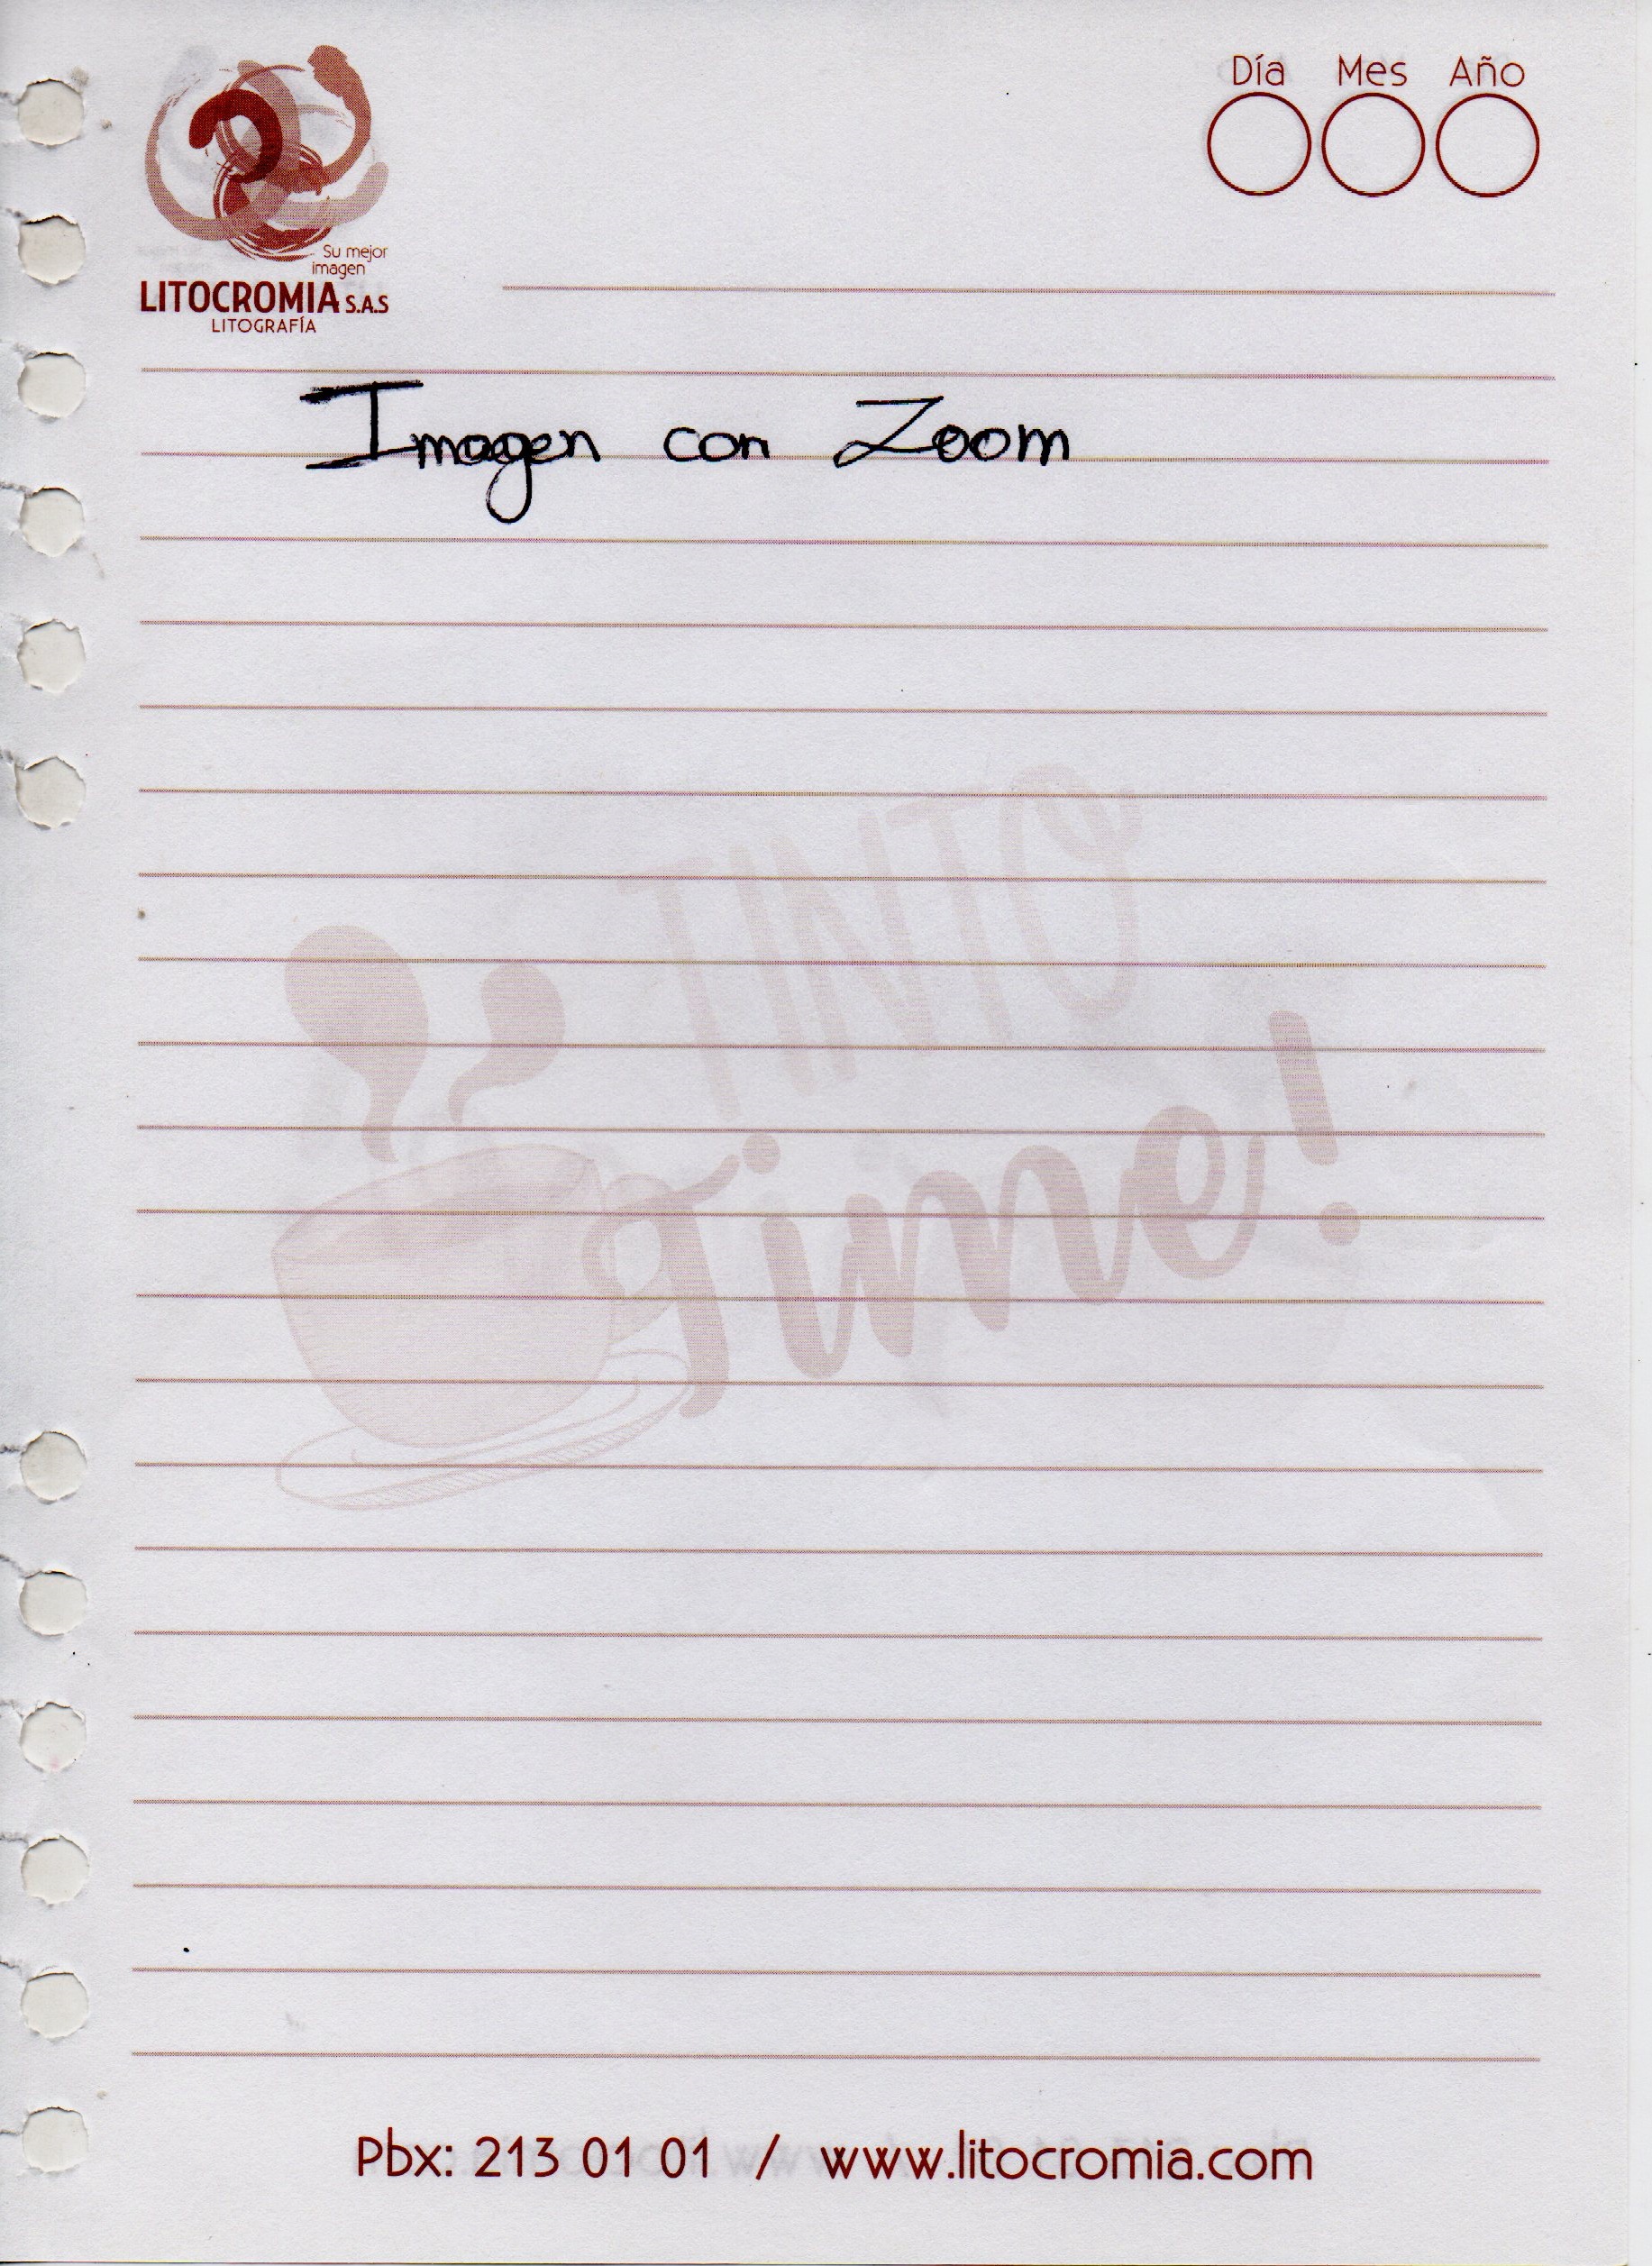 Día Mes Año
Su mejor
imagen
LITOCROMIA S.A.S
LITOGRAFÍA
Imagen con Zoom
TINTO
Time!
Pbx: 213 01 01 / www.litocromia.com